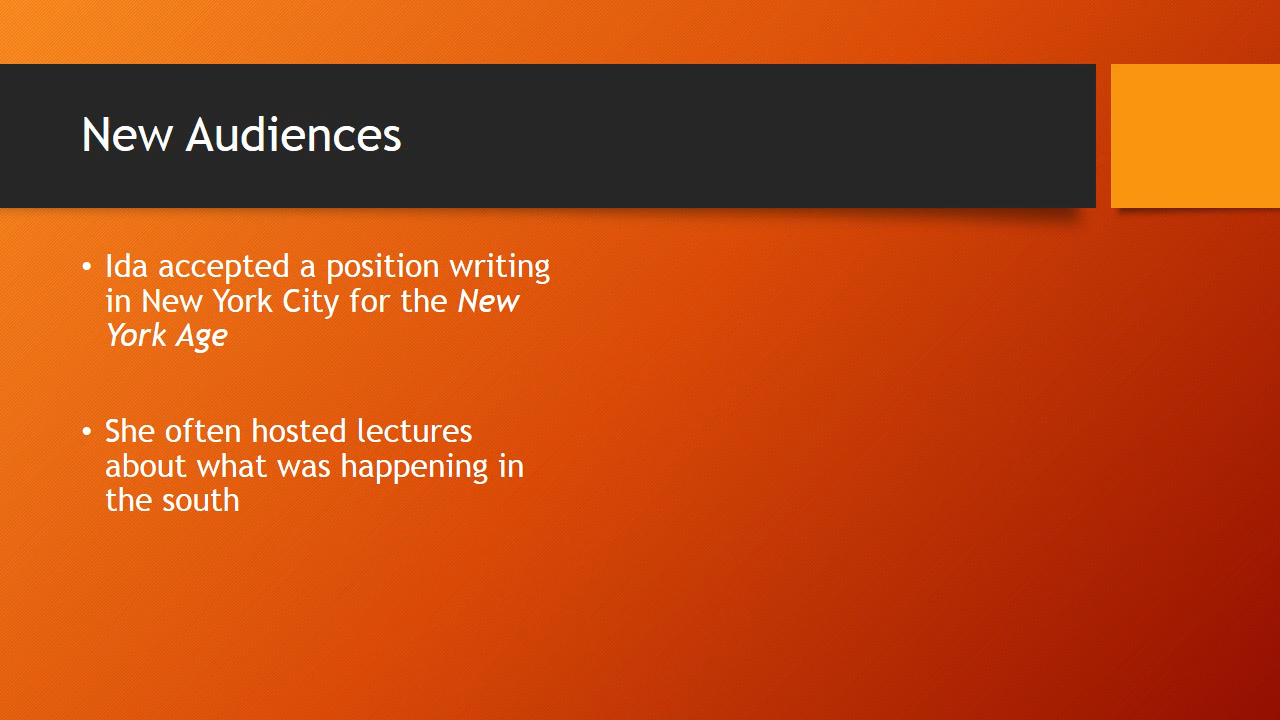 New Audiences
• Ida accepted a position writing
in New York City for the New
York Age
• She often hosted lectures
about what was happening in
the south